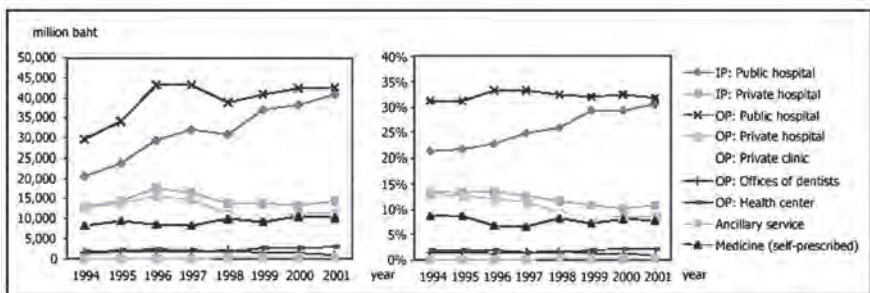 million baht
50,000
45,000
40,000
35,000
30,000
25,000
20,000
15,000
10,000
5,000
0
1994 1995 1996 1997 1998 1999 2000 2001 year
40%
35%
30%
25%
20%
15%
10%
5%
0%
1994 1995 1996 1997 1998 1999 2000 2001 year
IP: Public hospital
IP: Private hospital
OP: Public hospital
OP: Private hospital
OP: Private clinic
OP: Offices of dentists
OP: Health center
Ancillary service
Medicine (self-prescribed)